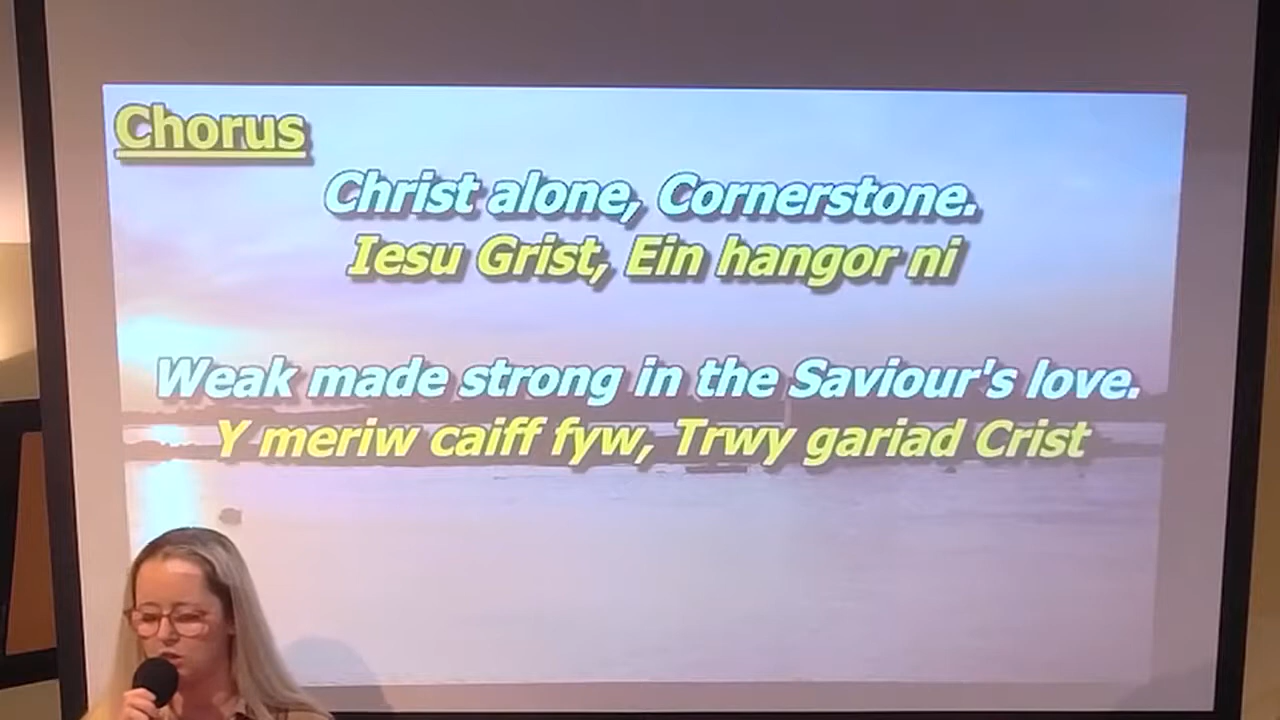 Chorus
Christ alone, Cornerstone.
Iesu Grist, Ein hangor ni
Weak made strong in the Saviour's love.
Y meriw caiff fyw, Trwy gariad Crist